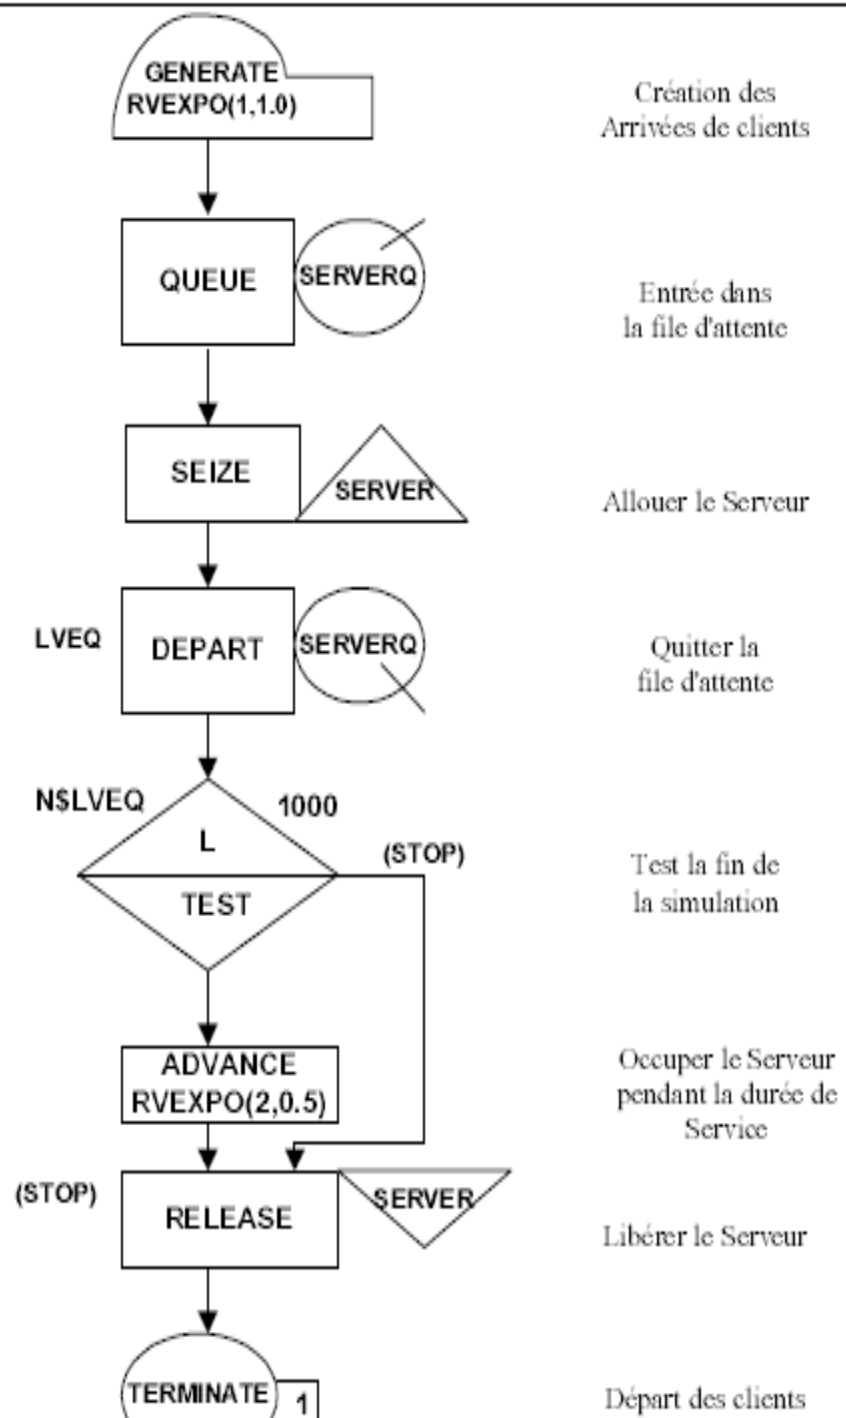 GENERATE
RVEXPO(1,1.0)
Création des
Arrivées de clients
QUEUE
SERVERQ
Entrée dans
la file d'attente
SEIZE
SERVER
Allouer le Serveur
LVEQ
DEPART
SERVERQ
Quitter la
file d'attente
N$LVEQ
1000
L
(STOP)
TEST
Test la fin de
la simulation
ADVANCE
RVEXPO(2,0.5)
Occuper le Serveur
pendant la durée de
Service
(STOP)
RELEASE
SERVER
Libérer le Serveur
TERMINATE
1
Départ des clients